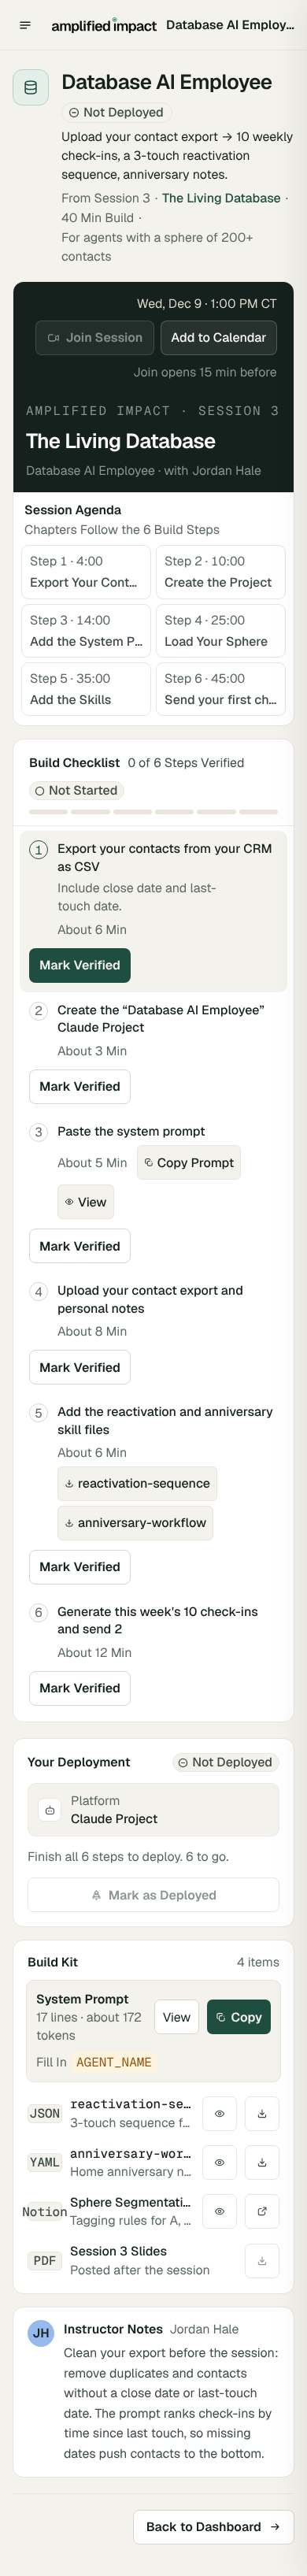 amplified impact
Database AI Employ...
Database AI Employee
Not Deployed
Upload your contact export → 10 weekly
check-ins, a 3-touch reactivation
sequence, anniversary notes.
From Session 3 · The Living Database ·
40 Min Build ·
For agents with a sphere of 200+
contacts
Wed, Dec 9 · 1:00 PM CT
Join Session
Add to Calendar
Join opens 15 min before
AMPLIFIED IMPACT · SESSION 3
The Living Database
Database AI Employee · with Jordan Hale
Session Agenda
Chapters Follow the 6 Build Steps
Step 1 · 4:00
Export Your Cont...
Step 2 · 10:00
Create the Project
Step 3 · 14:00
Add the System P...
Step 4 · 25:00
Load Your Sphere
Step 5 · 35:00
Add the Skills
Step 6 · 45:00
Send your first ch...
Build Checklist 0 of 6 Steps Verified
Not Started
1
Export your contacts from your CRM
as CSV
Include close date and last-
touch date.
About 6 Min
Mark Verified
2
Create the “Database AI Employee”
Claude Project
About 3 Min
Mark Verified
3
Paste the system prompt
About 5 Min
Copy Prompt
View
Mark Verified
4
Upload your contact export and
personal notes
About 8 Min
Mark Verified
5
Add the reactivation and anniversary
skill files
About 6 Min
reactivation-sequence
anniversary-workflow
Mark Verified
6
Generate this week's 10 check-ins
and send 2
About 12 Min
Mark Verified
Your Deployment
Not Deployed
Platform
Claude Project
Finish all 6 steps to deploy. 6 to go.
Mark as Deployed
Build Kit
4 items
System Prompt
17 lines · about 172
tokens
View
Copy
Fill In AGENT_NAME
JSON
reactivation-se...
3-touch sequence f...
YAML
anniversary-wor...
Home anniversary n...
Notion
Sphere Segmentati...
Tagging rules for A, ...
PDF
Session 3 Slides
Posted after the session
JH
Instructor Notes Jordan Hale
Clean your export before the session:
remove duplicates and contacts
without a close date or last-touch
date. The prompt ranks check-ins by
time since last touch, so missing
dates push contacts to the bottom.
Back to Dashboard →